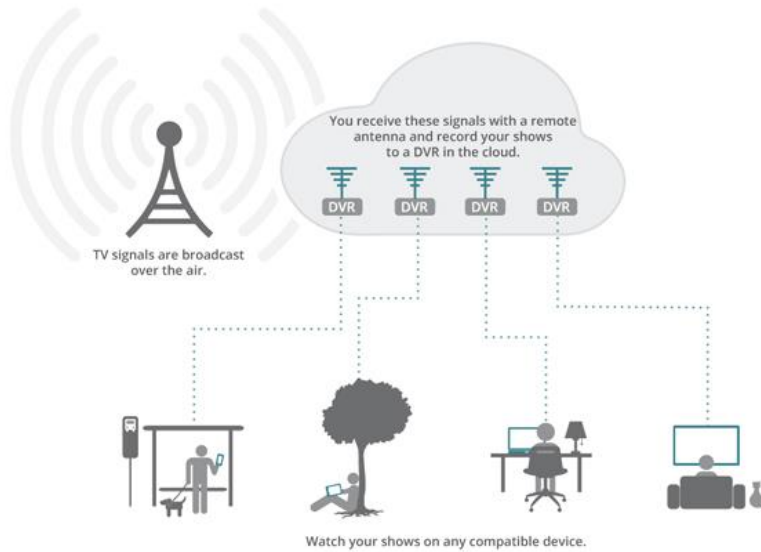 You receive these signals with a remote
antenna and record your shows
to a DVR in the cloud.
DVR DVR DVR DVR
TV signals are broadcast
over the air.
Watch your shows on any compatible device.